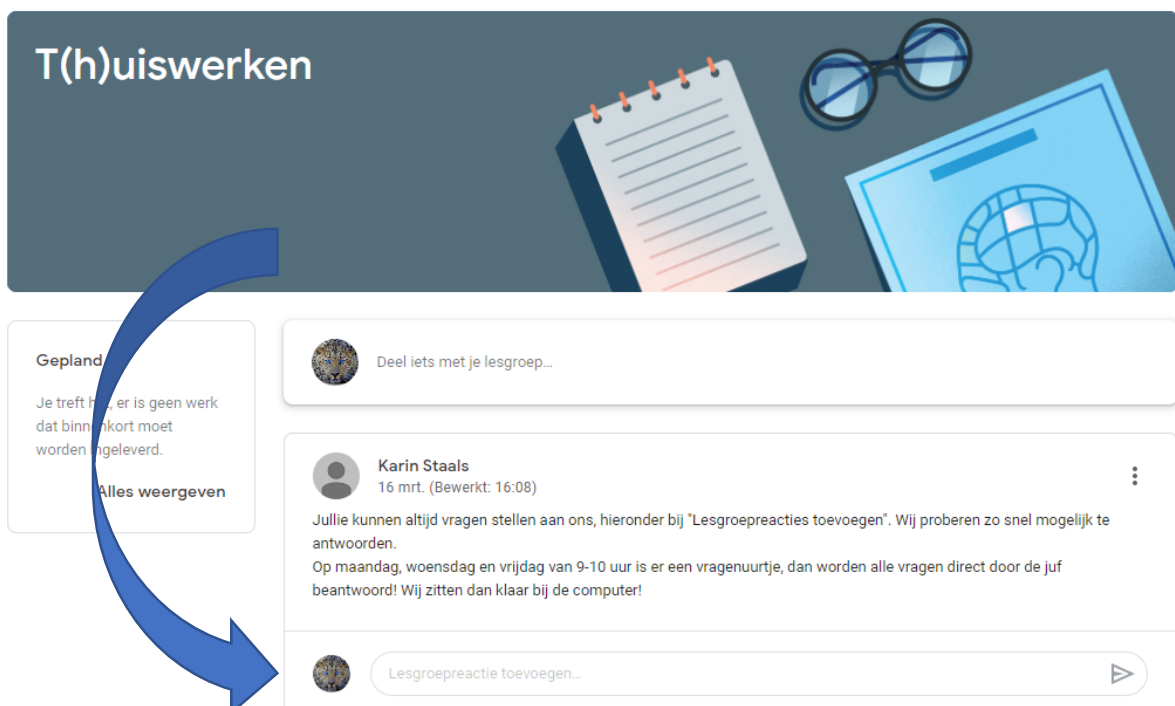 T(h)uiswerken
Gepland
Je treft het, er is geen werk
dat binnenkort moet
worden ingeleverd.
Alles weergeven
Deel iets met je lesgroep...
Karin Staals
16 mrt. (Bewerkt: 16:08)
Jullie kunnen altijd vragen stellen aan ons, hieronder bij "Lesgroepreacties toevoegen". Wij proberen zo snel mogelijk te
antwoorden.
Op maandag, woensdag en vrijdag van 9-10 uur is er een vragenuurtje, dan worden alle vragen direct door de juf
beantwoord! Wij zitten dan klaar bij de computer!
Lesgroepreactie toevoegen...